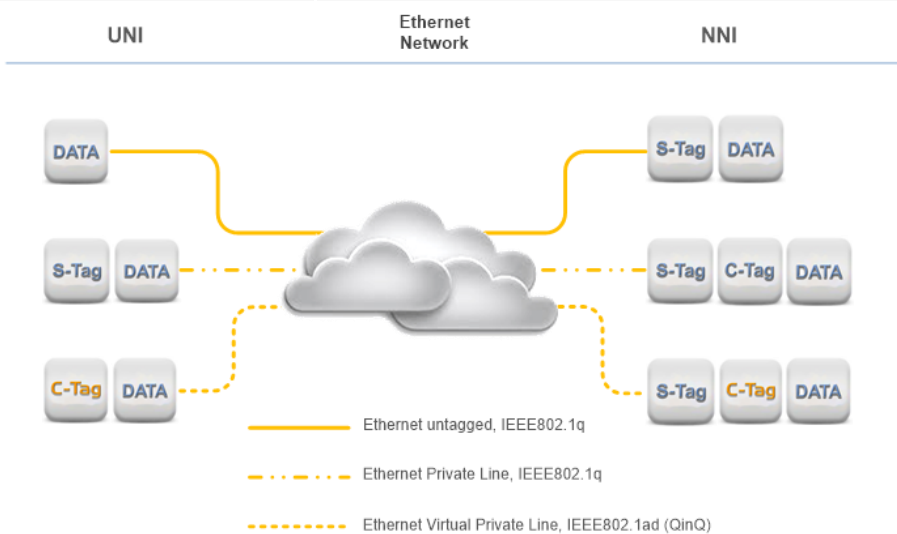 UNI
Ethernet
Network
NNI
DATA
S-Tag DATA
S-Tag DATA
S-Tag C-Tag DATA
C-Tag DATA
S-Tag C-Tag DATA
Ethernet untagged, IEEE802.1q
Ethernet Private Line, IEEE802.1q
Ethernet Virtual Private Line, IEEE802.1ad (QinQ)